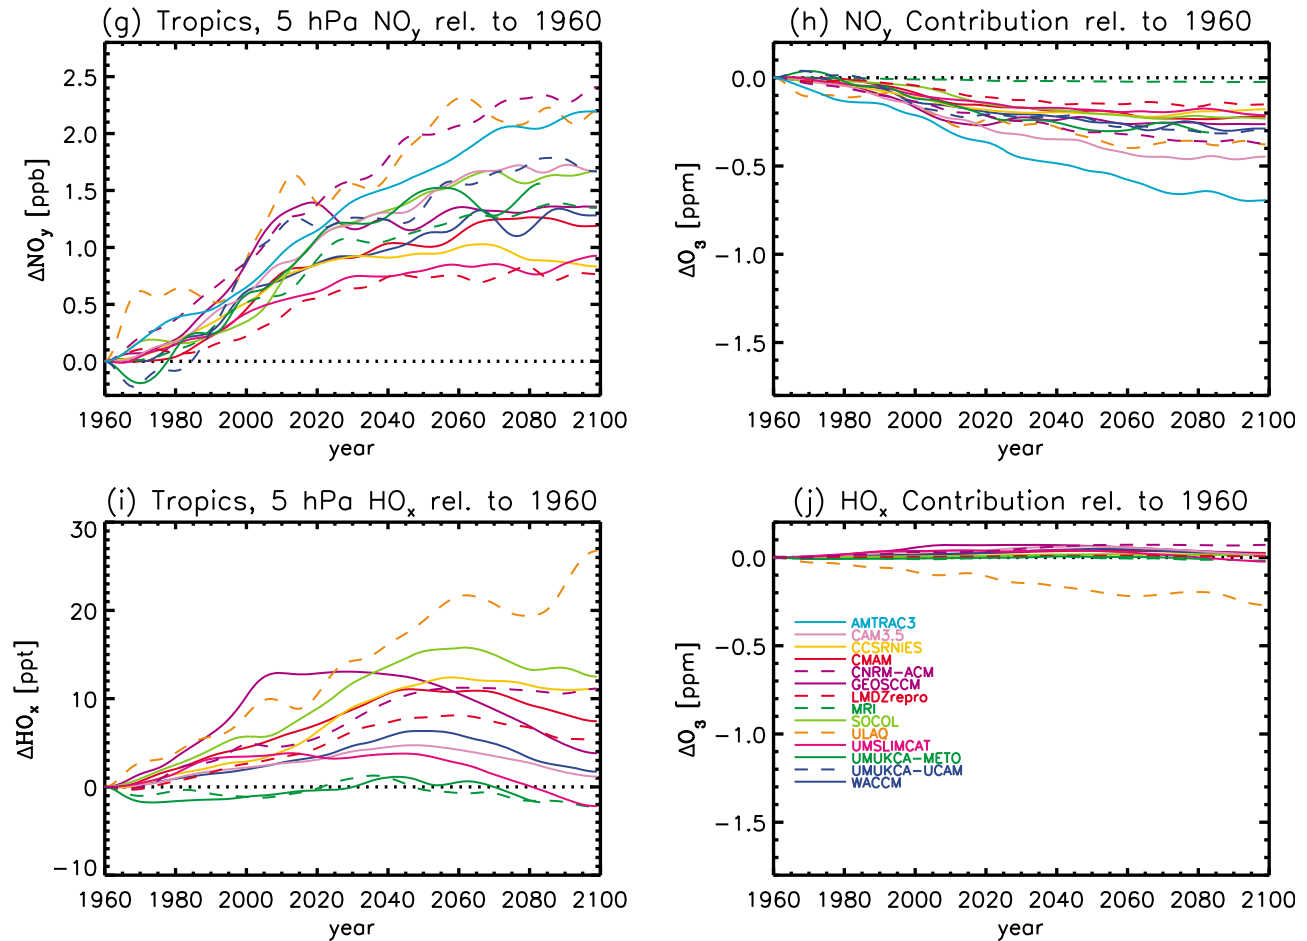 (g) Tropics, 5 hPa NOy rel. to 1960
2.5
2.0
1.5
1.0
0.5
0.0
ΔNOy [ppb]
1960 1980 2000 2020 2040 2060 2080 2100
year
(h) NOy Contribution rel. to 1960
0.0
−0.5
−1.0
−1.5
ΔO3 [ppm]
1960 1980 2000 2020 2040 2060 2080 2100
year
(i) Tropics, 5 hPa HOx rel. to 1960
30
20
10
0
−10
ΔHOx [ppt]
1960 1980 2000 2020 2040 2060 2080 2100
year
(j) HOx Contribution rel. to 1960
0.0
−0.5
−1.0
−1.5
ΔO3 [ppm]
AMTRAC3
CAM3.5
CCSRNIES
CMAM
CNRM−ACM
GEOSCCM
LMDZrepro
MRI
SOCOL
ULAQ
UMSLIMCAT
UMUKCA−METO
UMUKCA−UCAM
WACCM
1960 1980 2000 2020 2040 2060 2080 2100
year